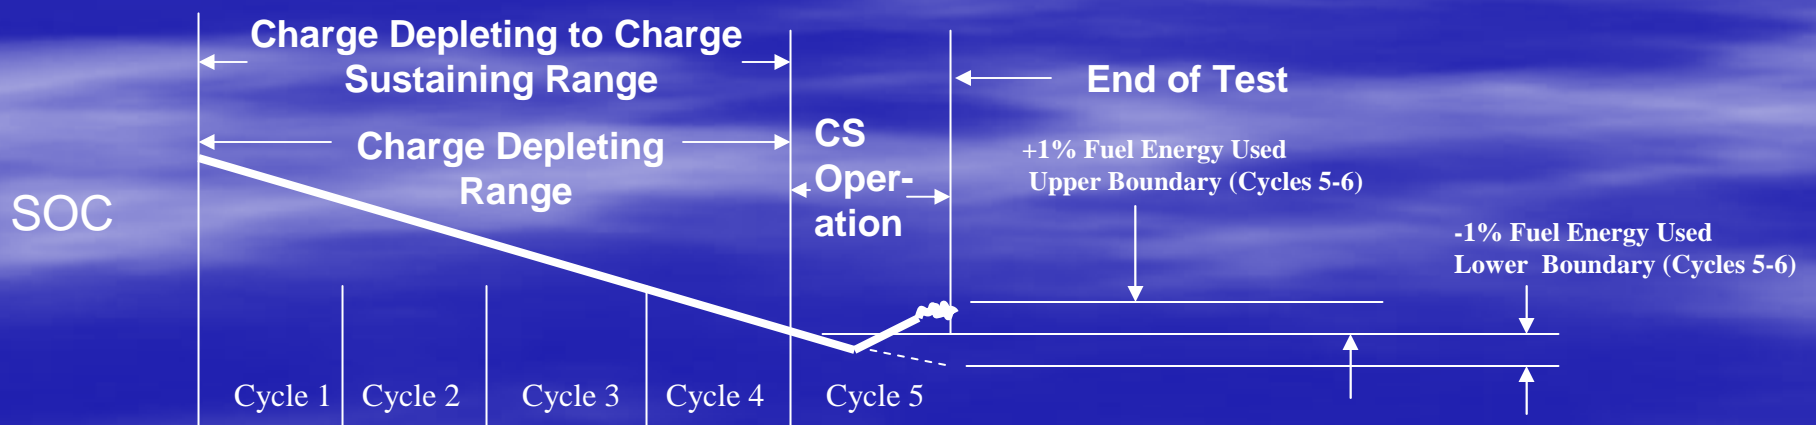 Charge Depleting to Charge
Sustaining Range
End of Test
Charge Depleting
Range
CS
Oper-
ation
+1% Fuel Energy Used
Upper Boundary (Cycles 5-6)
SOC
-1% Fuel Energy Used
Lower Boundary (Cycles 5-6)
Cycle 1
Cycle 2
Cycle 3
Cycle 4
Cycle 5